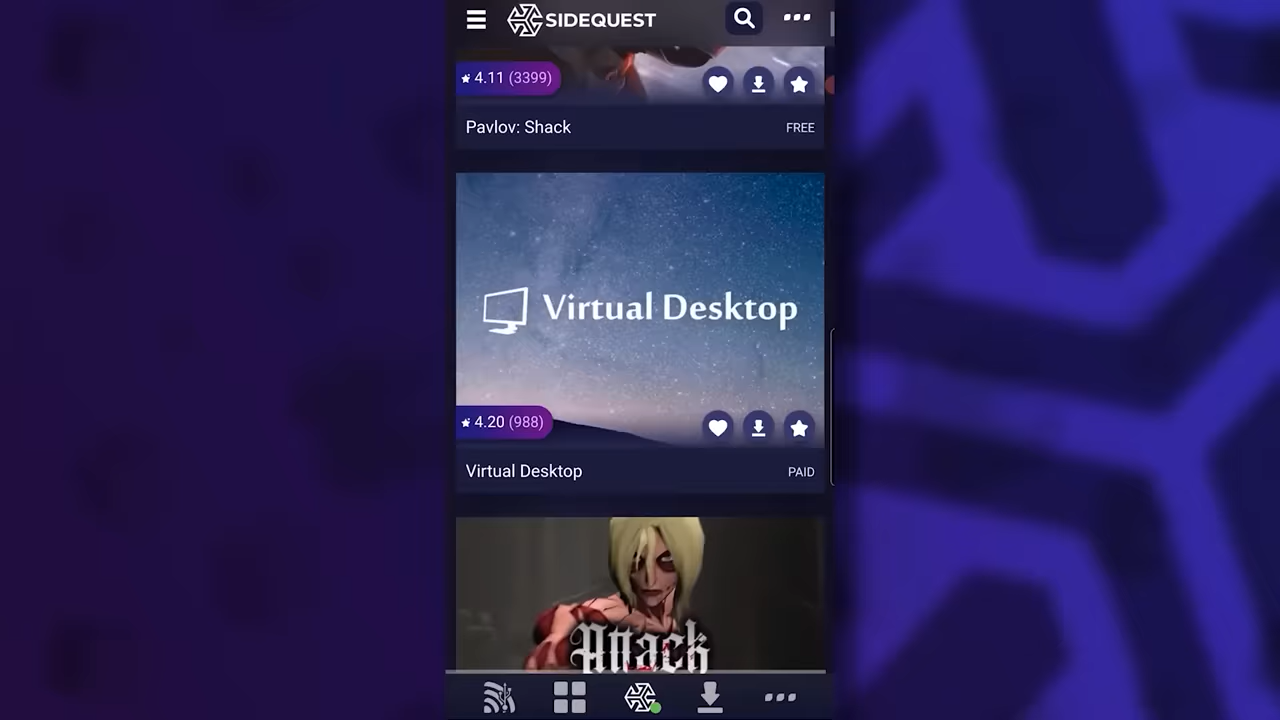 SIDEQUEST
4.11 (3399)
Pavlov: Shack
FREE
Virtual Desktop
4.20 (988)
Virtual Desktop
PAID
Attack